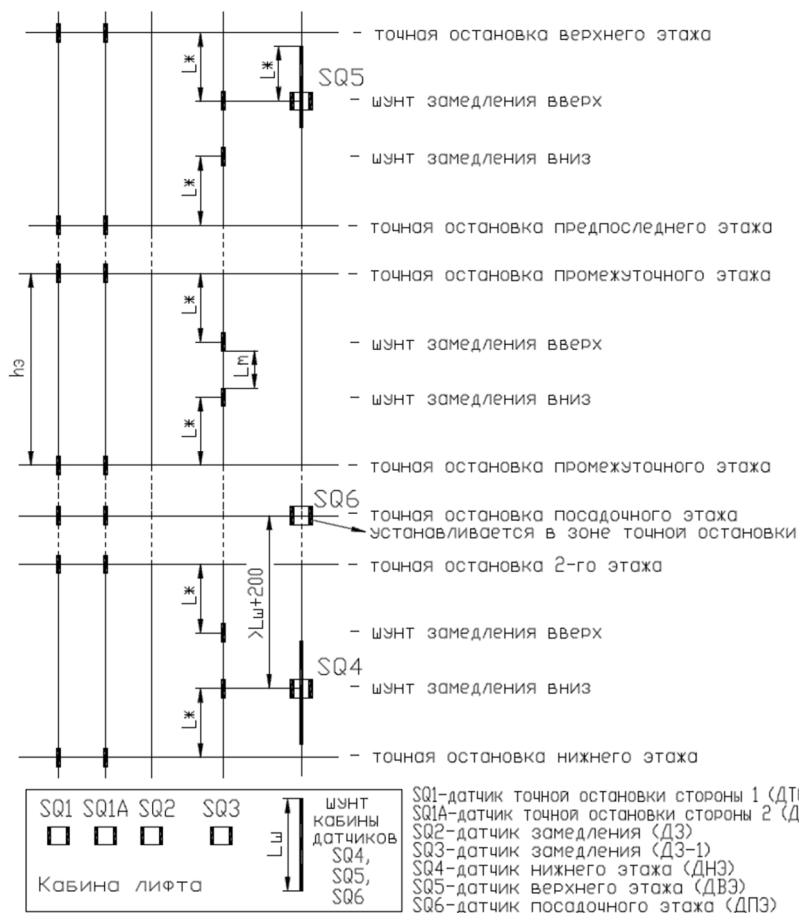 - точная остановка верхнего этажа
L*
L*
SQ5
- шунт замедления вверх
- шунт замедления вниз
L*
- точная остановка предпоследнего этажа
- точная остановка промежуточного этажа
L*
- шунт замедления вверх
hэ
Lm
- шунт замедления вниз
L*
- точная остановка промежуточного этажа
SQ6
- точная остановка посадочного этажа
устанавливается в зоне точной остановки
- точная остановка 2-го этажа
L*
>Lш+200
- шунт замедления вверх
SQ4
- шунт замедления вниз
L*
- точная остановка нижнего этажа
SQ1 SQ1A SQ2 SQ3
Кабина лифта
Lш
шунт
кабины
датчиков
SQ4,
SQ5,
SQ6
SQ1-датчик точной остановки стороны 1
SQ1A-датчик точной остановки стороны 2
SQ2-датчик замедления (ДЗ)
SQ3-датчик замедления (ДЗ-1)
SQ4-датчик нижнего этажа (ДНЭ)
SQ5-датчик верхнего этажа (ДВЭ)
SQ6-датчик посадочного этажа (ДПЭ)